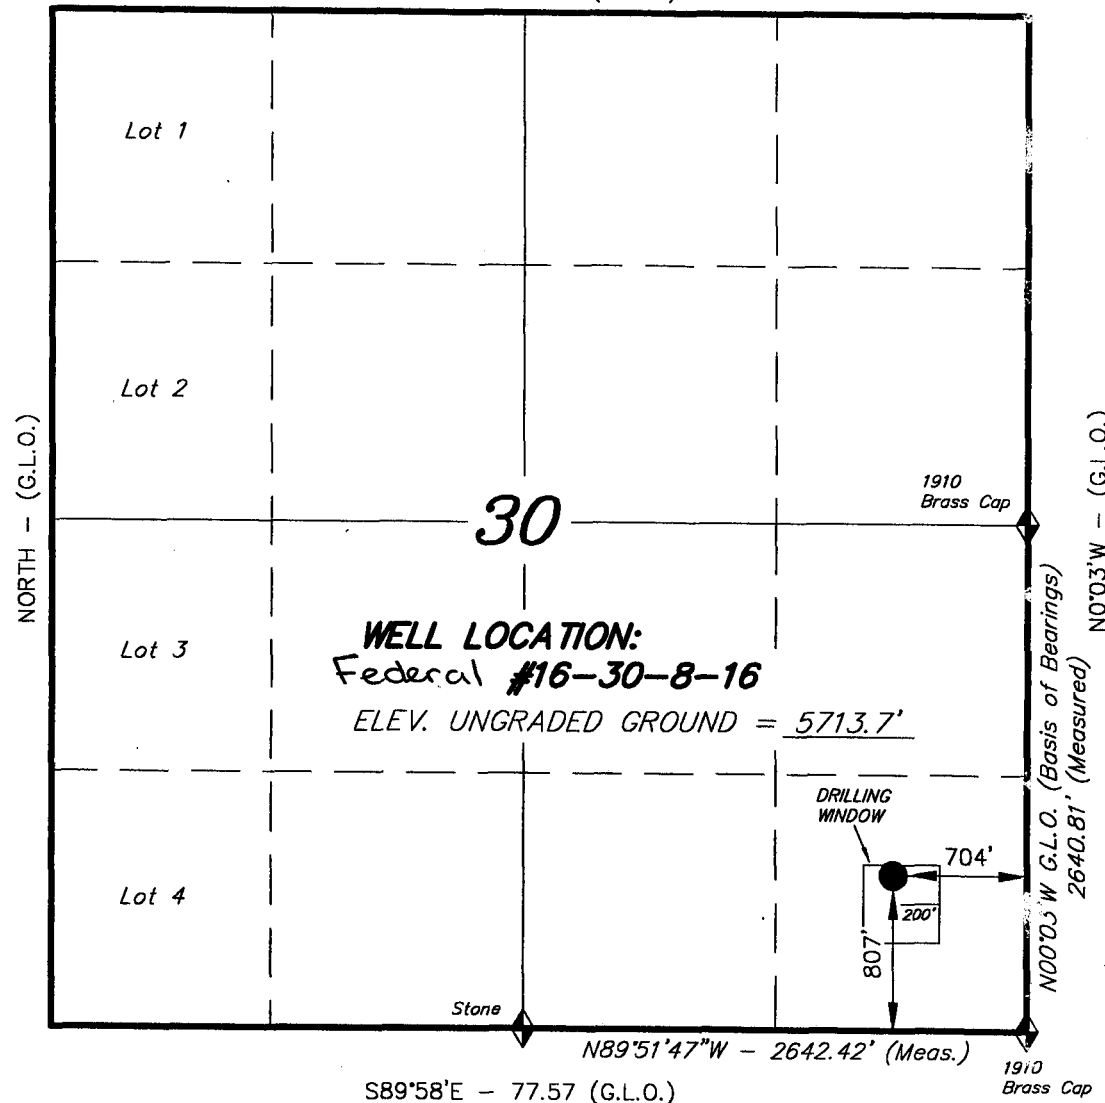 Lot 1
Lot 2
NORTH — (G.L.O.)
1910
Brass Cap
N0°03'W — (G.L.O.)
30
Lot 3
WELL LOCATION:
Federal #16-30-8-16
ELEV. UNGRADED GROUND = 5713.7'
N00°03'W G.L.O. (Basis of Bearings)
2640.81' (Measured)
DRILLING
WINDOW
704'
200'
807'
Lot 4
Stone
N89°51'47"W — 2642.42' (Meas.)
S89°58'E — 77.57 (G.L.O.)
1910
Brass Cap